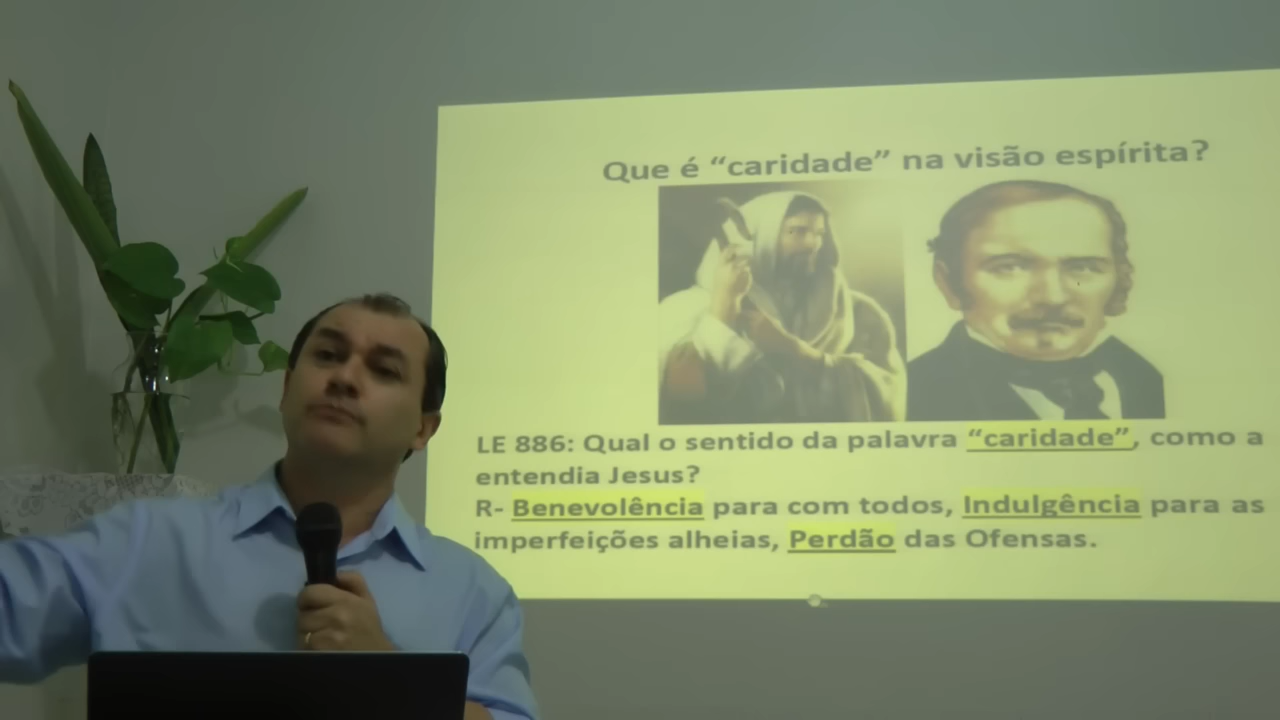 Que é “caridade” na visão espírita?
LE 886: Qual o sentido da palavra “caridade”, como a
entendia Jesus?
R- Benevolência para com todos, Indulgência para as
imperfeições alheias, Perdão das Ofensas.